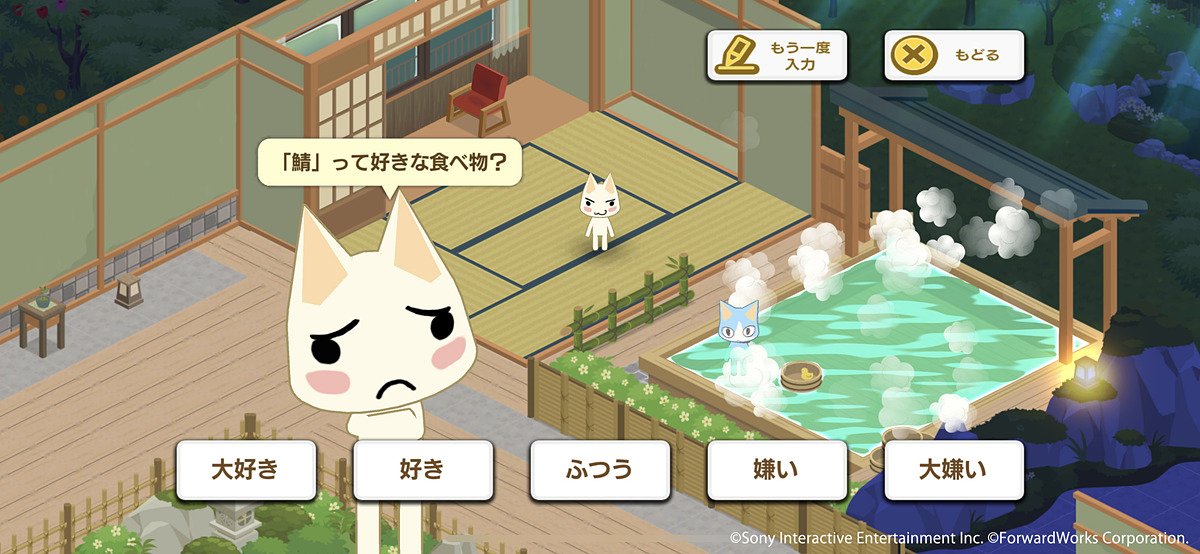 もう一度
入力
もどる
「鯖」って好きな食べ物？
大好き
好き
ふつう
嫌い
大嫌い
©Sony Interactive Entertainment Inc. ©ForwardWorks Corporation.